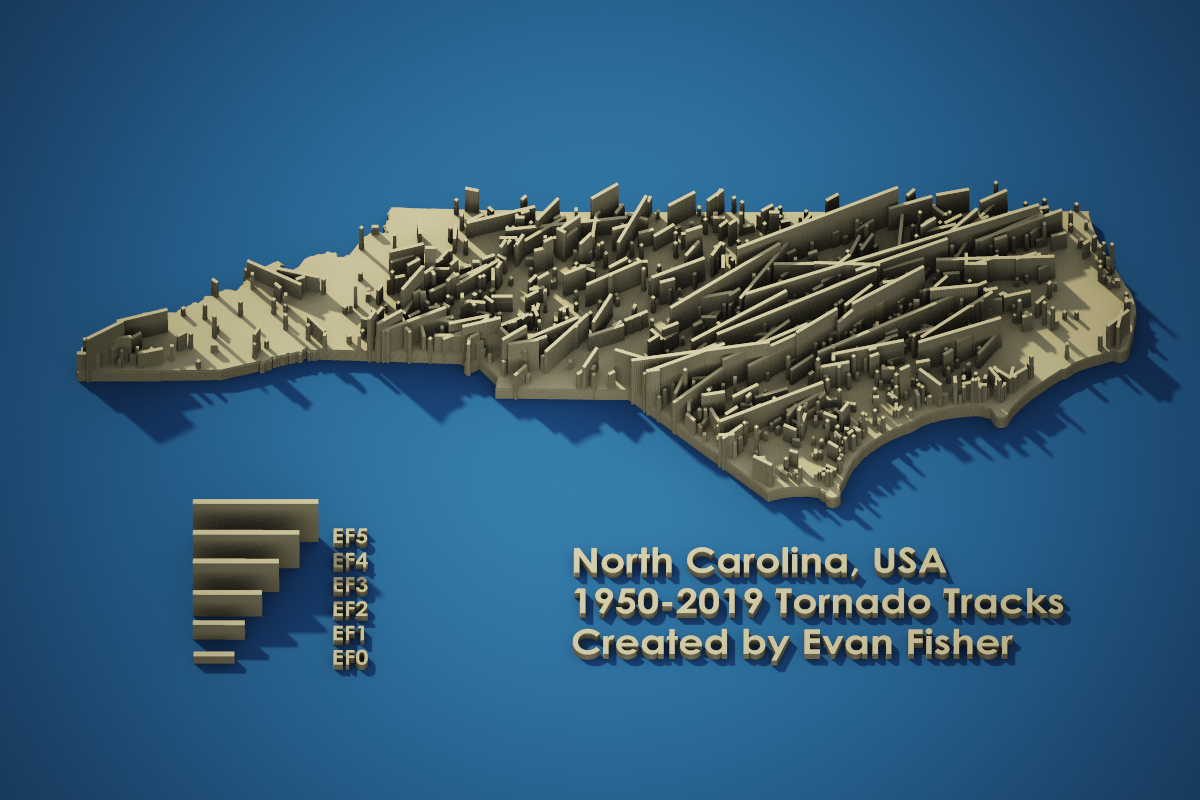 EF5
EF4
EF3
EF2
EF1
EF0
North Carolina, USA
1950-2019 Tornado Tracks
Created by Evan Fisher